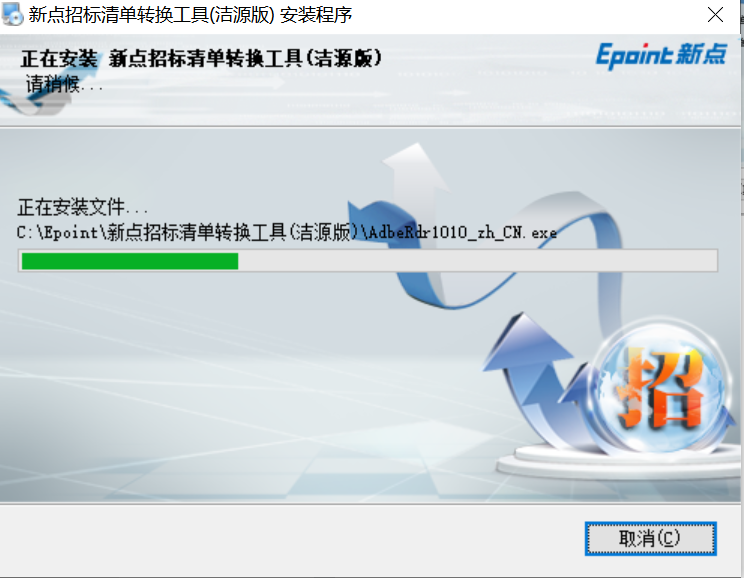 新点招标清单转换工具(洁源版) 安装程序
正在安装 新点招标清单转换工具(洁源版)
请稍候...
Epoint新点
正在安装文件...
C:\Epoint\新点招标清单转换工具(洁源版)\AdbeRdr1010_zh_CN.exe
招
取消(C)